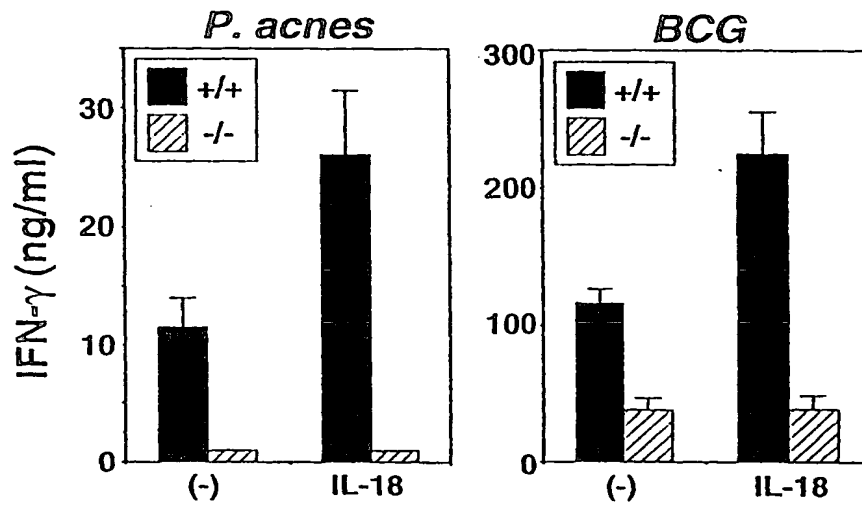 P. acnes
BCG
IFN-γ (ng/ml)
30
20
10
0
+/+
-/-
(-)
IL-18
300
200
100
0
+/+
-/-
(-)
IL-18